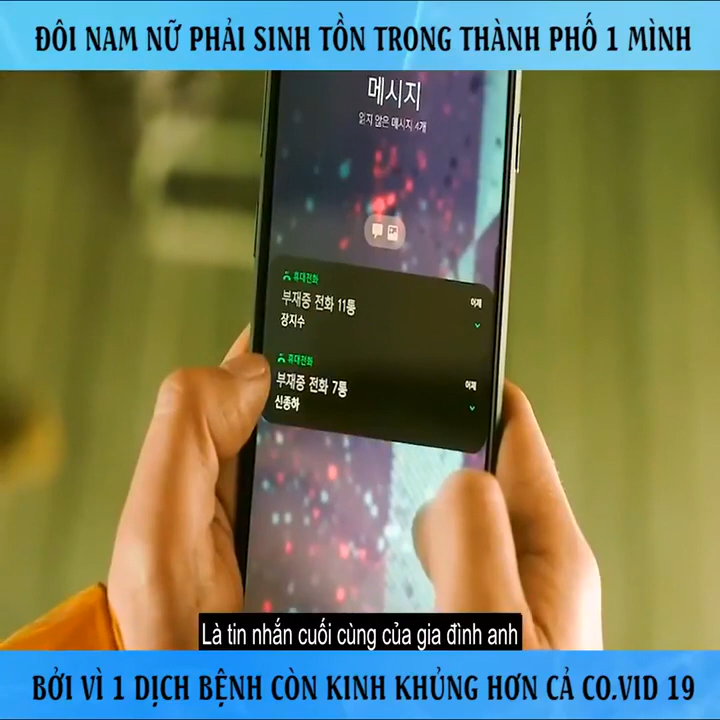 ĐÔI NAM NỮ PHẢI SINH TỒN TRONG THÀNH PHỐ 1 MÌNH
메시지
읽지 않은 메시지 4개
휴대전화
부재중 전화 11통
어제
장지수
휴대전화
부재중 전화 7통
어제
신종하
Là tin nhắn cuối cùng của gia đình anh
BỞI VÌ 1 DỊCH BỆNH CÒN KINH KHỦNG HƠN CẢ CO.VID 19